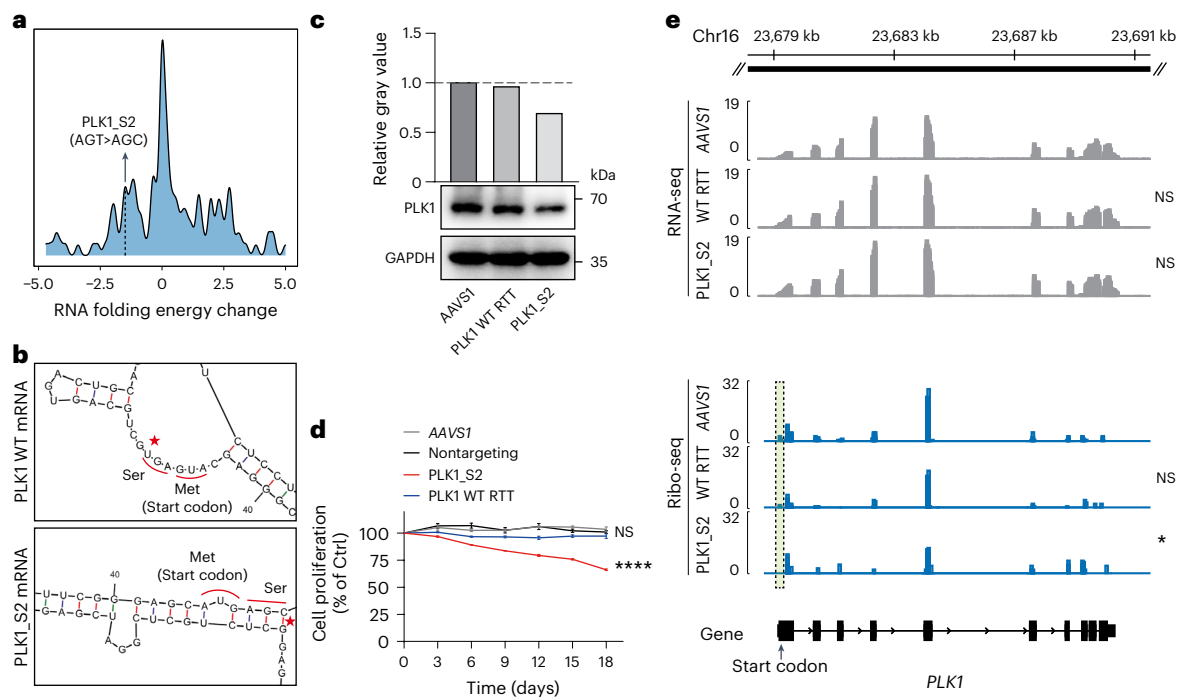 a
PLK1_S2
(AGT>AGC)
−5.0 −2.5 0 2.5 5.0
RNA folding energy change
b
PLK1 WT mRNA
Ser
Met
(Start codon)
40
PLK1_S2 mRNA
40
Met
(Start codon)
Ser
c
Relative gray value
1.5
1.0
0.5
0
kDa
PLK1
70
GAPDH
35
AAVS1
PLK1 WT RTT
PLK1_S2
d
AAVS1
Nontargeting
PLK1_S2
PLK1 WT RTT
Cell proliferation
(% of Ctrl)
100
75
50
25
0
NS
****
0 3 6 9 12 15 18
Time (days)
e
Chr16
23,679 kb 23,683 kb 23,687 kb 23,691 kb
RNA-seq
AAVS1
19
0
WT RTT
19
0
NS
PLK1_S2
19
0
NS
Ribo-seq
AAVS1
32
0
WT RTT
32
0
NS
PLK1_S2
32
0
*
Gene
Start codon
PLK1